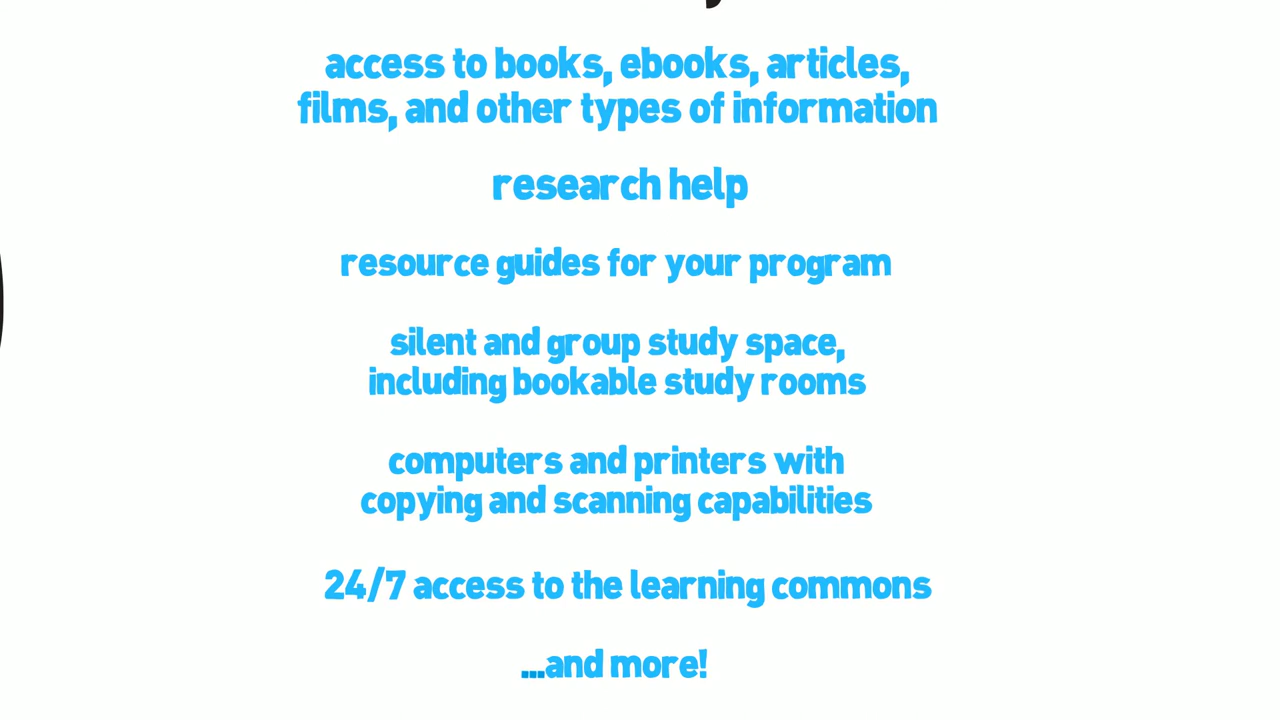 access to books, ebooks, articles,
films, and other types of information
research help
resource guides for your program
silent and group study space,
including bookable study rooms
computers and printers with
copying and scanning capabilities
24/7 access to the learning commons
...and more!